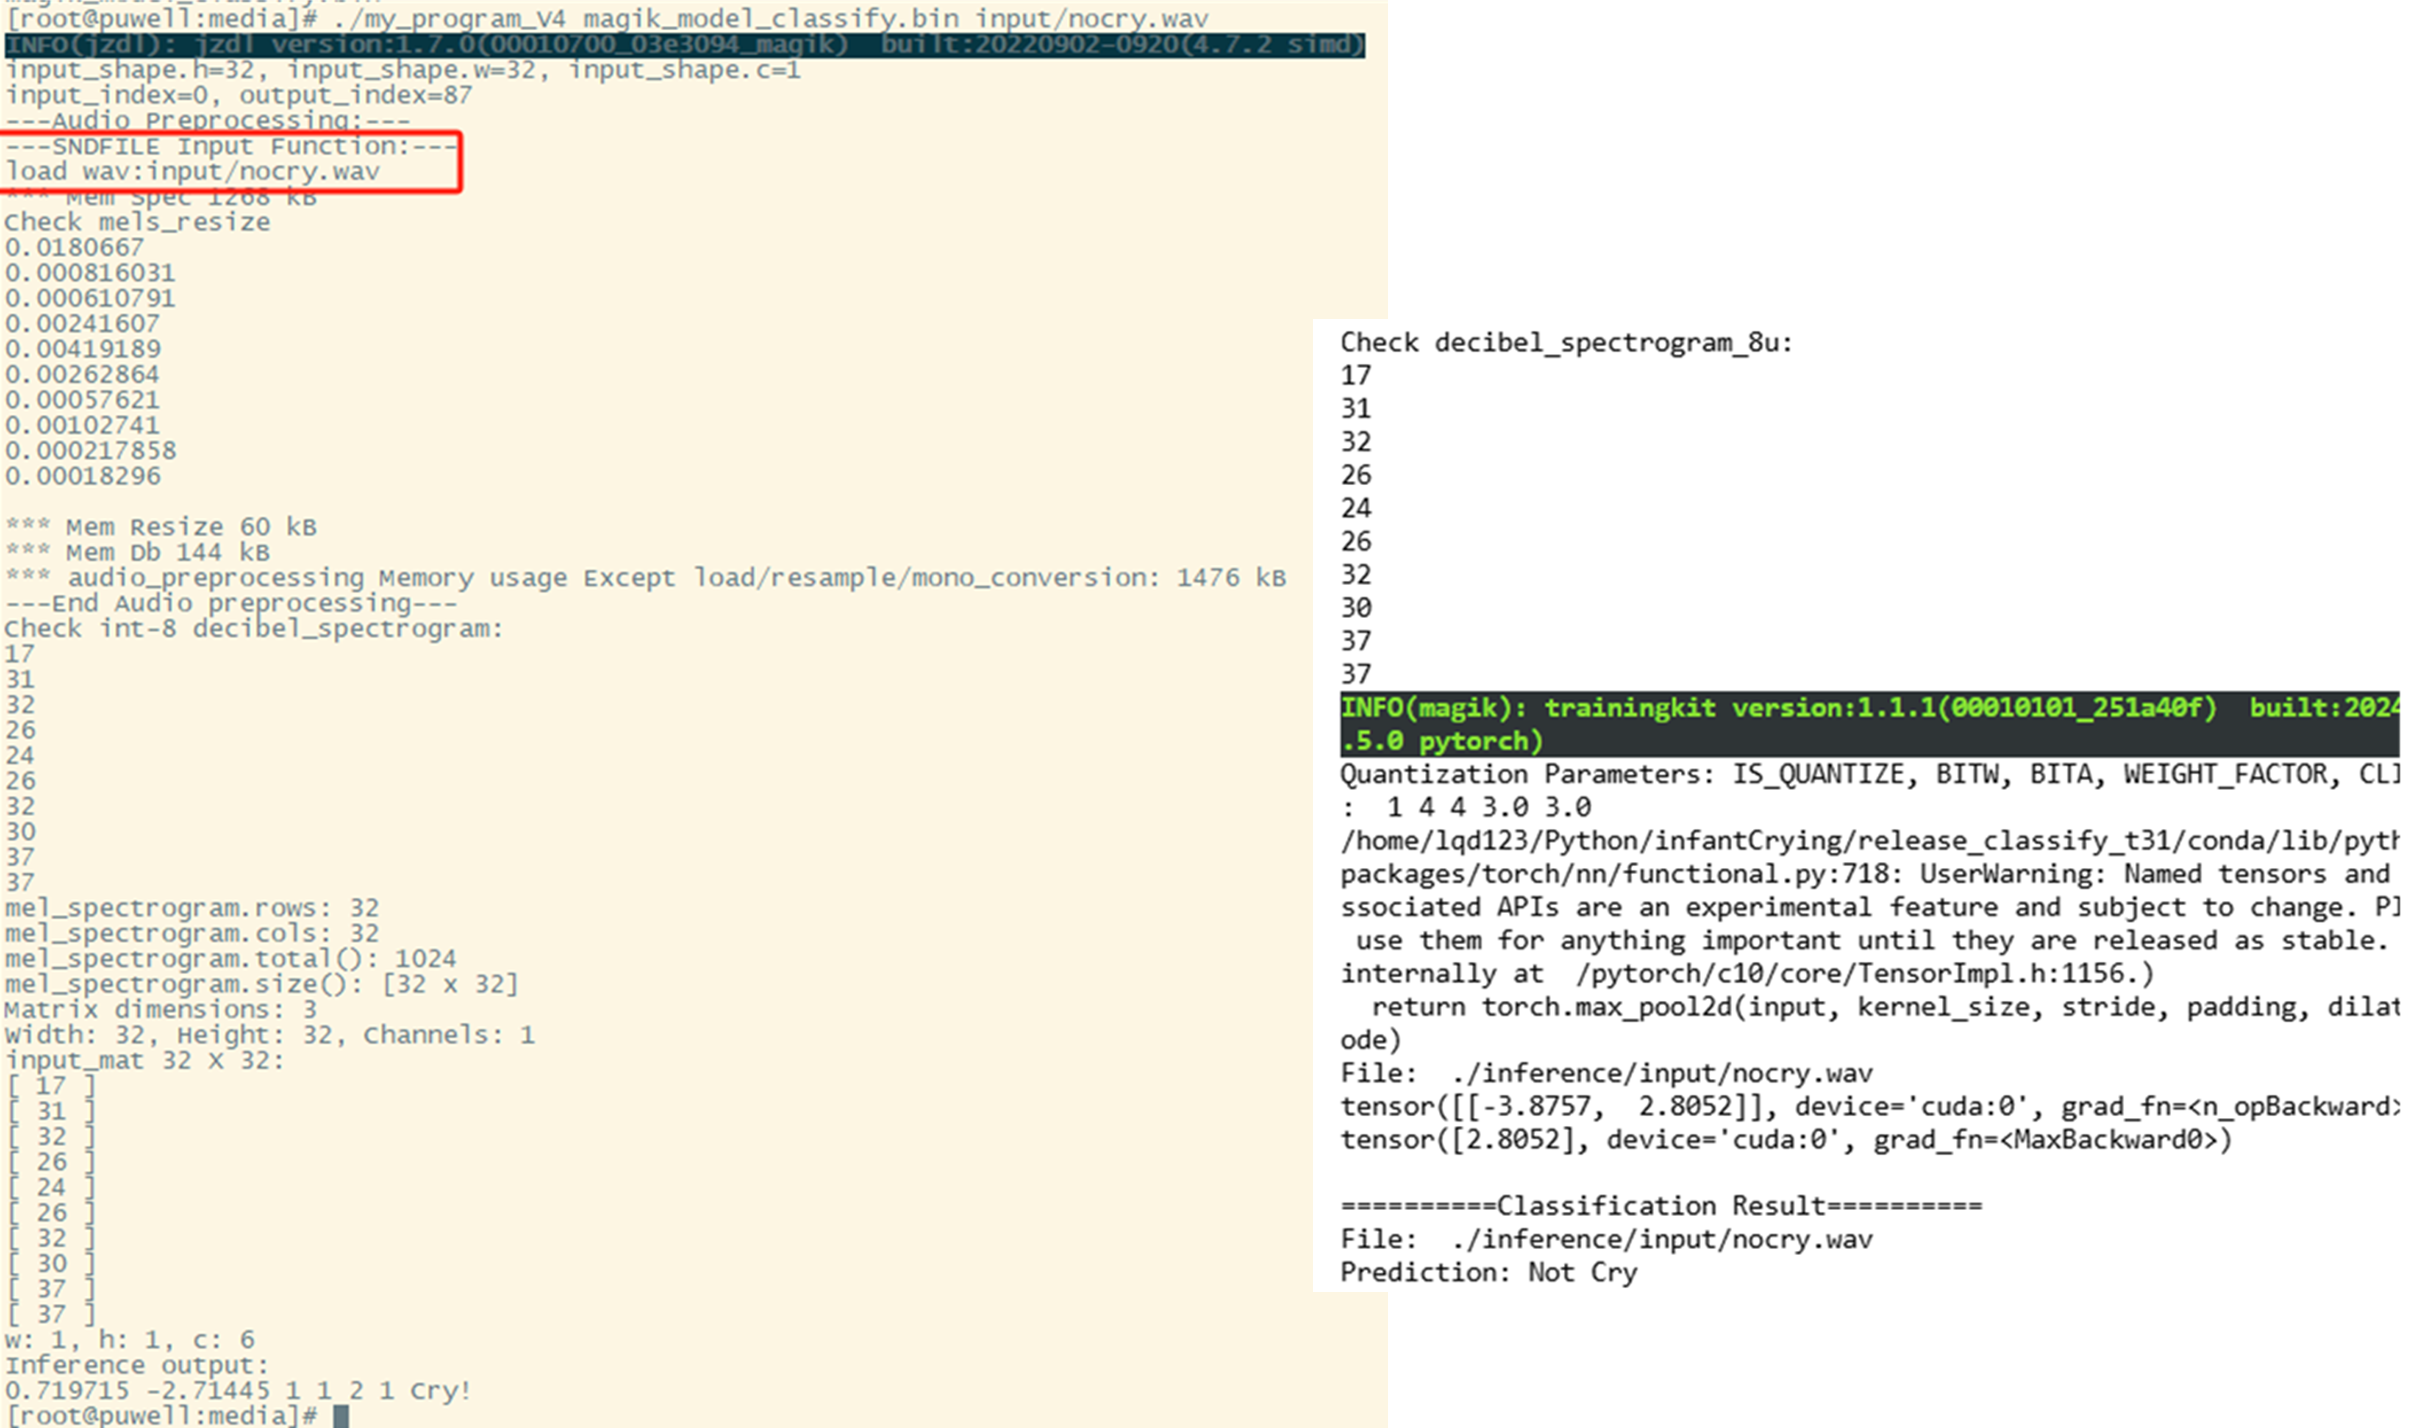 [root@puwell:media]# ./my_program_V4 magik_model_classify.bin input/nocry.wav
INFO(jzdl): jzdl version:1.7.0(00010700_03e3094_magik)  built:20220902-0920(4.7.2 simd)
input_shape.h=32, input_shape.w=32, input_shape.c=1
input_index=0, output_index=87
---Audio Preprocessing:---
---SNDFILE Input Function:---
load wav:input/nocry.wav
*** Mem Spec 1268 kB
Check mels_resize
0.0180667
0.000816031
0.000610791
0.00241607
0.00419189
0.00262864
0.00057621
0.00102741
0.000217858
0.00018296
*** Mem Resize 60 kB
*** Mem Db 144 kB
*** audio_preprocessing Memory usage Except load/resample/mono_conversion: 1476 kB
---End Audio preprocessing---
Check int-8 decibel_spectrogram:
17
31
32
26
24
26
32
30
37
37
mel_spectrogram.rows: 32
mel_spectrogram.cols: 32
mel_spectrogram.total(): 1024
mel_spectrogram.size(): [32 x 32]
Matrix dimensions: 3
Width: 32, Height: 32, Channels: 1
input_mat 32 X 32:
[ 17 ]
[ 31 ]
[ 32 ]
[ 26 ]
[ 24 ]
[ 26 ]
[ 32 ]
[ 30 ]
[ 37 ]
[ 37 ]
w: 1, h: 1, c: 6
Inference output:
0.719715 -2.71445 1 1 2 1 Cry!
[root@puwell:media]#
Check decibel_spectrogram_8u:
17
31
32
26
24
26
32
30
37
37
INFO(magik): trainingkit version:1.1.1(00010101_251a40f)  built:2024
.5.0 pytorch)
Quantization Parameters: IS_QUANTIZE, BITW, BITA, WEIGHT_FACTOR, CLI
:  1 4 4 3.0 3.0
/home/lqd123/Python/infantCrying/release_classify_t31/conda/lib/pyth
packages/torch/nn/functional.py:718: UserWarning: Named tensors and
ssociated APIs are an experimental feature and subject to change. Pl
use them for anything important until they are released as stable.
internally at  /pytorch/c10/core/TensorImpl.h:1156.)
return torch.max_pool2d(input, kernel_size, stride, padding, dilat
ode)
File:  ./inference/input/nocry.wav
tensor([[-3.8757,  2.8052]], device='cuda:0', grad_fn=<n_opBackward>
tensor([2.8052], device='cuda:0', grad_fn=<MaxBackward0>)
==========Classification Result==========
File:  ./inference/input/nocry.wav
Prediction: Not Cry